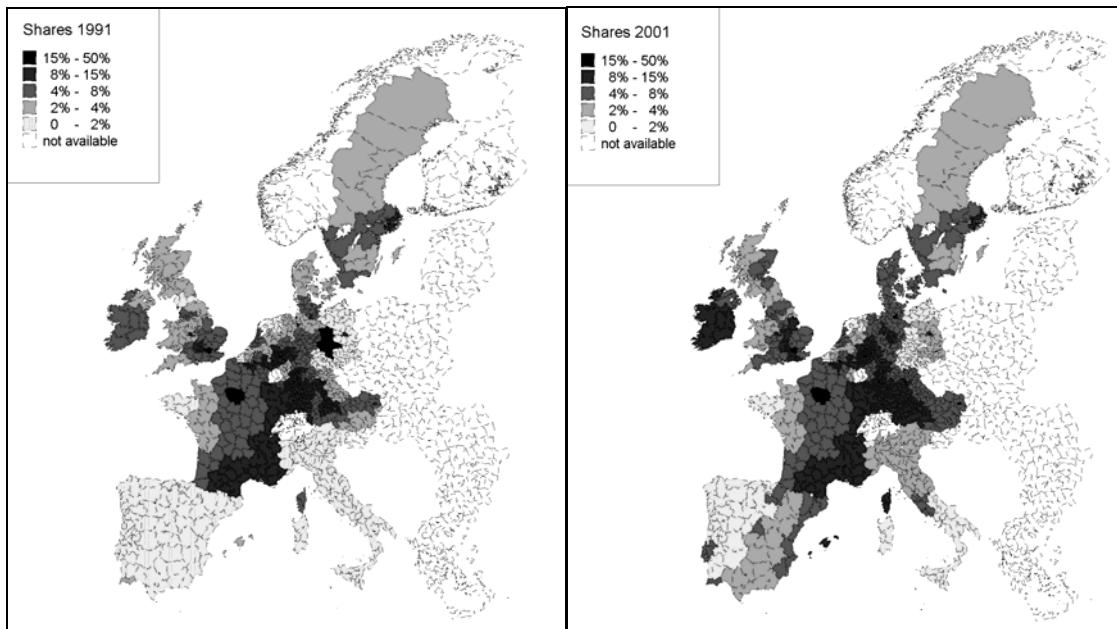 Shares 1991
15% - 50%
8% - 15%
4% - 8%
2% - 4%
0 - 2%
not available
Shares 2001
15% - 50%
8% - 15%
4% - 8%
2% - 4%
0 - 2%
not available